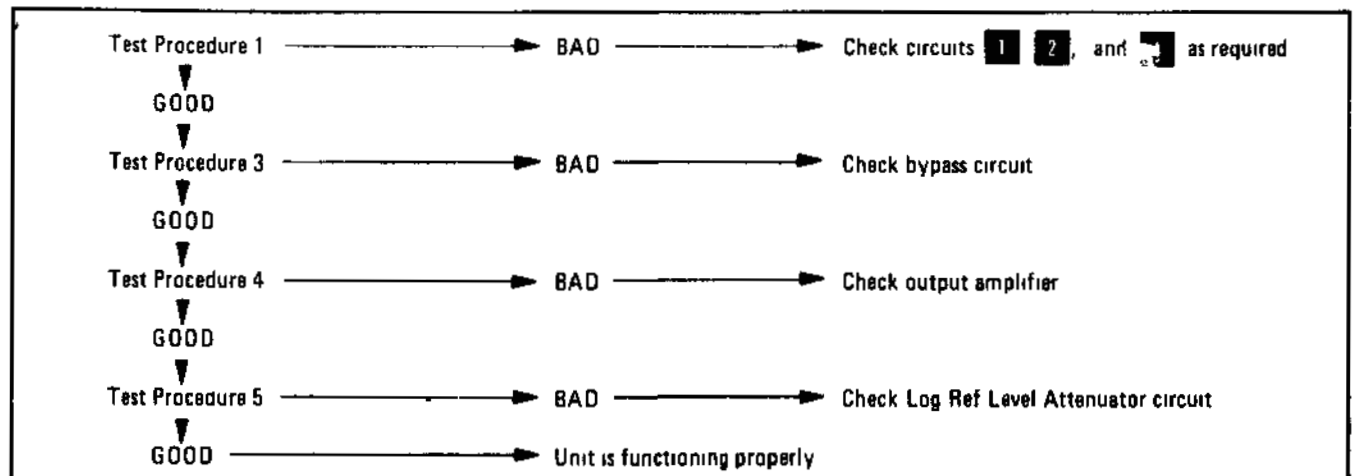 Test Procedure 1 BAD Check circuits 1 2, and as required
GOOD
Test Procedure 3 BAD Check bypass circuit
GOOD
Test Procedure 4 BAD Check output amplifier
GOOD
Test Procedure 5 BAD Check Log Ref Level Attenuator circuit
GOOD Unit is functioning properly